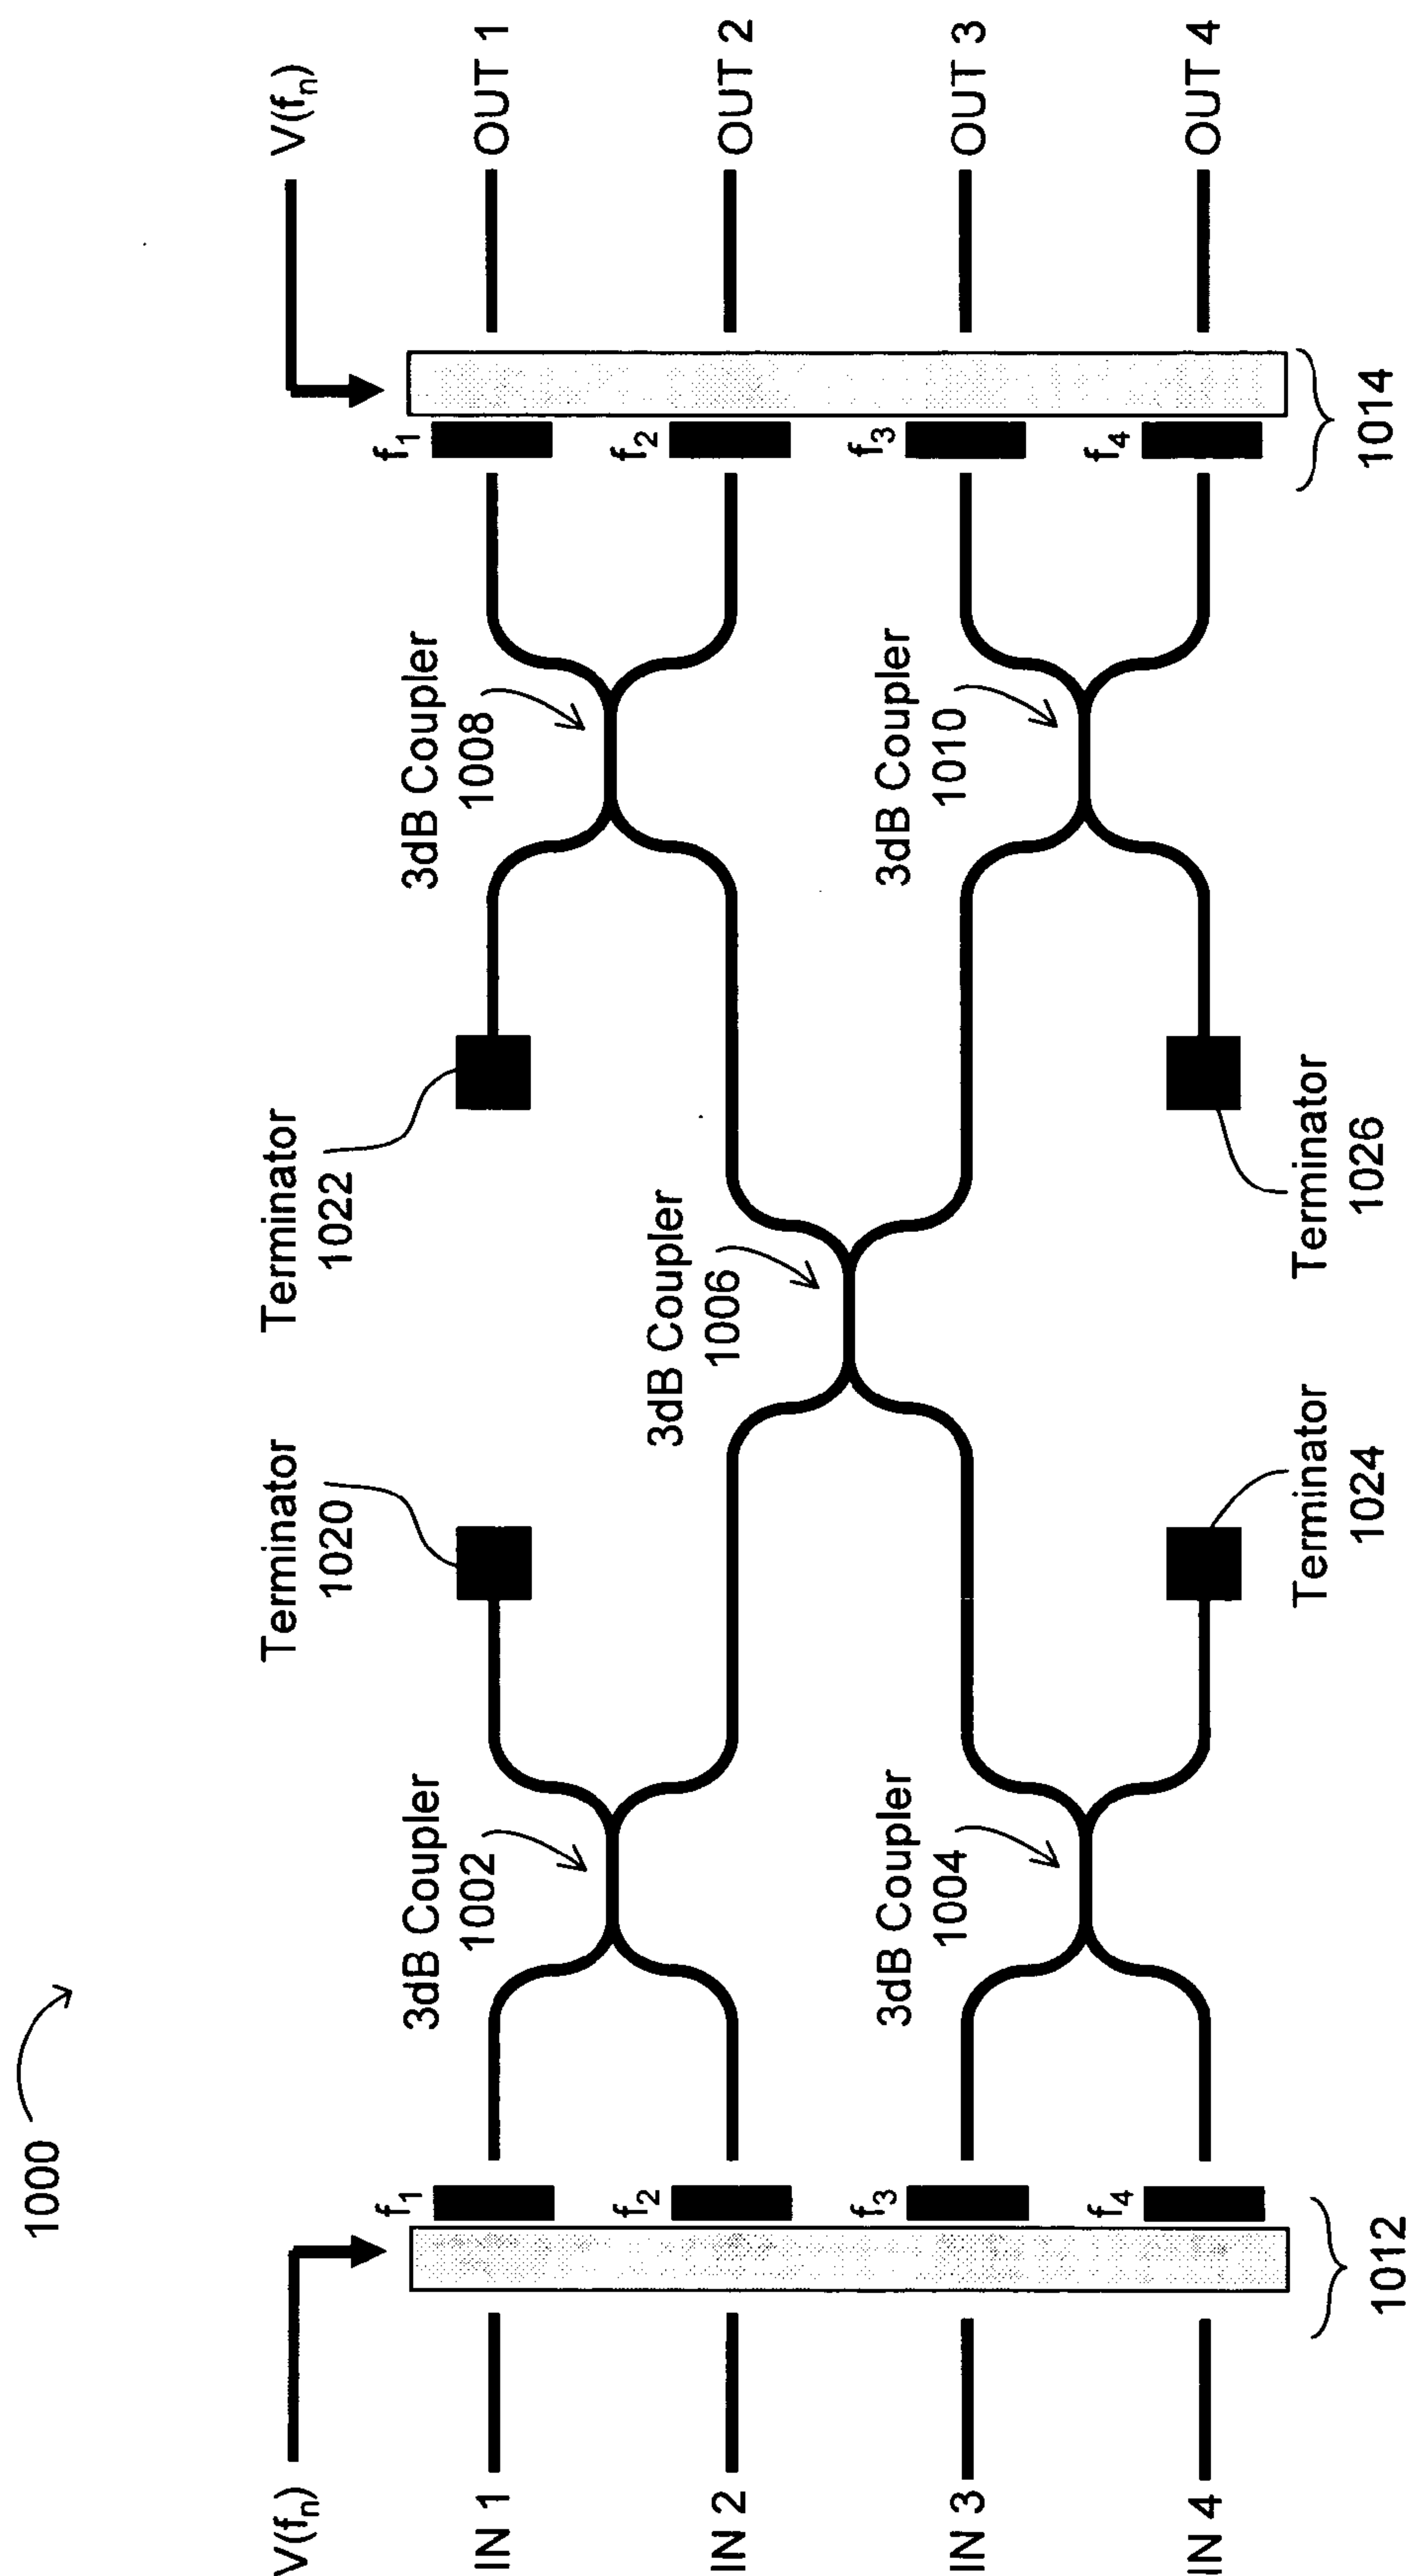 1000
V(fn)
IN 1
IN 2
IN 3
IN 4
f1
f2
f3
f4
1012
3dB Coupler
1002
3dB Coupler
1004
Terminator
1020
Terminator
1024
3dB Coupler
1006
Terminator
1022
Terminator
1026
3dB Coupler
1008
3dB Coupler
1010
f1
f2
f3
f4
1014
V(fn)
OUT 1
OUT 2
OUT 3
OUT 4